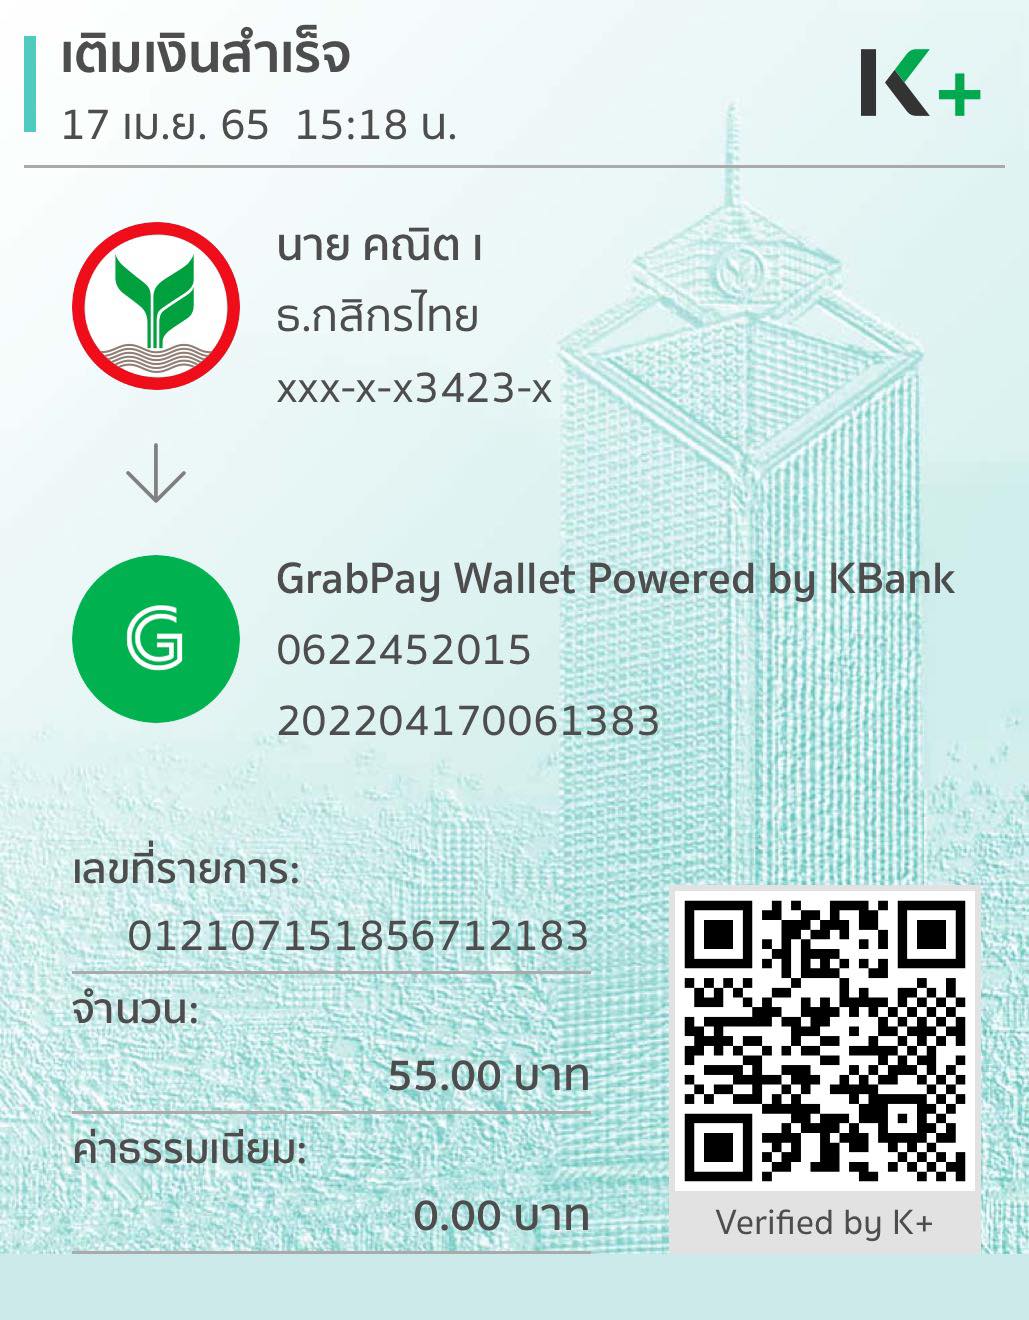 เติมเงินสำเร็จ
17 เม.ย. 65 15:18 น.
K+
นาย คณิต เ
ธ.กสิกรไทย
xxx-x-x3423-x
GrabPay Wallet Powered by KBank
0622452015
202204170061383
เลขที่รายการ:
012107151856712183
จำนวน:
55.00 บาท
ค่าธรรมเนียม:
0.00 บาท
Verified by K+